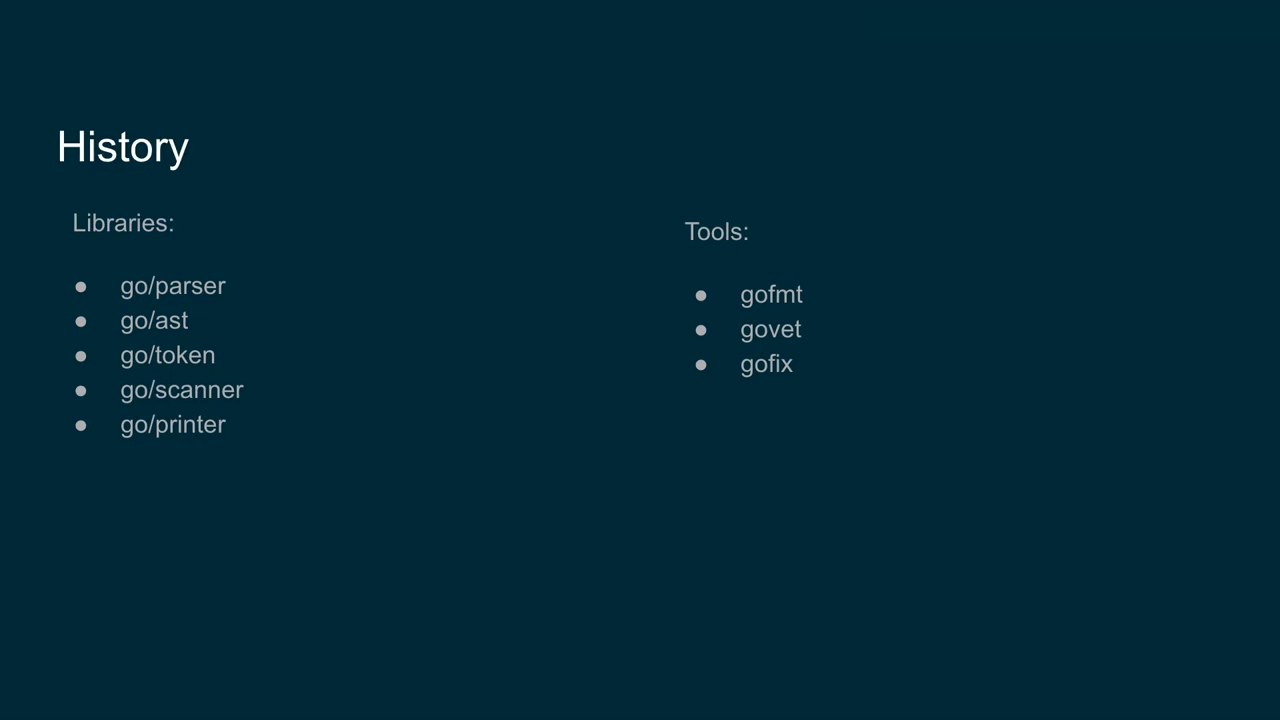 History
Libraries:
● go/parser
● go/ast
● go/token
● go/scanner
● go/printer
Tools:
● gofmt
● govet
● gofix